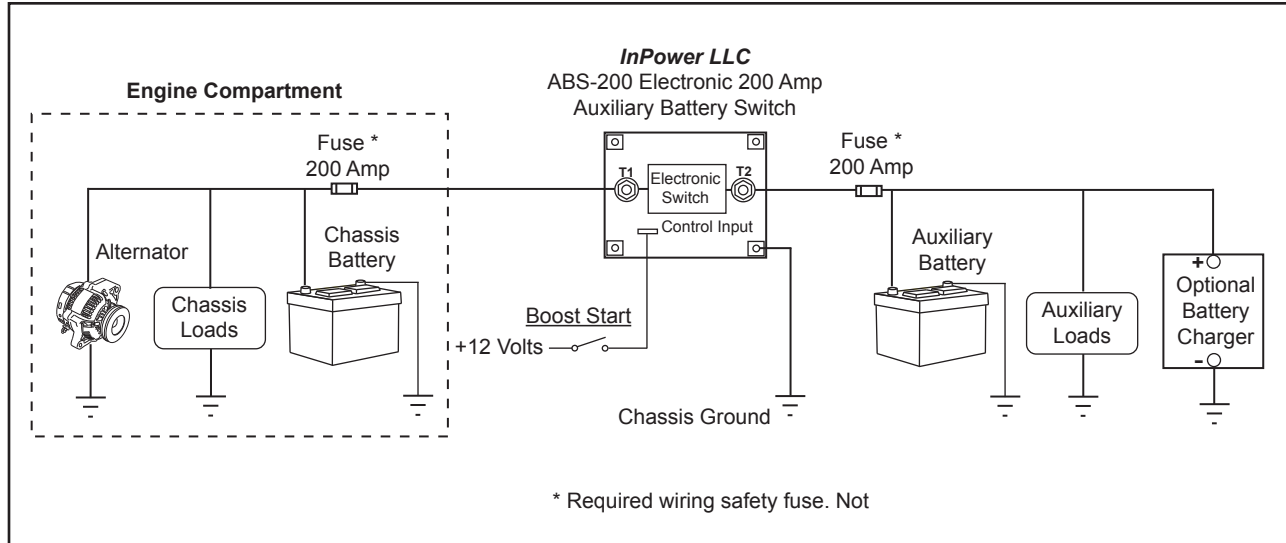 InPower LLC
ABS-200 Electronic 200 Amp
Auxiliary Battery Switch
Engine Compartment
Fuse *
200 Amp
Alternator
Chassis
Loads
Chassis
Battery
T1
Electronic
Switch
T2
Control Input
Boost Start
+12 Volts
Chassis Ground
Fuse *
200 Amp
Auxiliary
Battery
Auxiliary
Loads
+
Optional
Battery
Charger
-
* Required wiring safety fuse. Not